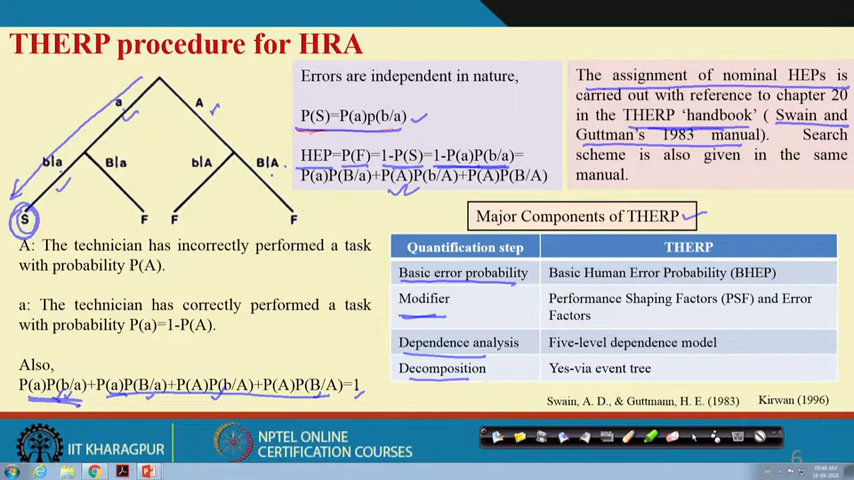 THERP procedure for HRA
a
A
b|a
B|a
b|A
B|A
S
F
F
F
Errors are independent in nature,
P(S)=P(a)p(b/a)
HEP=P(F)=1-P(S)=1-P(a)P(b/a)=
P(a)P(B/a)+P(A)P(b/A)+P(A)P(B/A)
The assignment of nominal HEPs is
carried out with reference to chapter 20
in the THERP 'handbook' ( Swain and
Guttman's 1983 manual). Search
scheme is also given in the same
manual.
A: The technician has incorrectly performed a task
with probability P(A).
a: The technician has correctly performed a task
with probability P(a)=1-P(A).
Also,
P(a)P(b/a)+P(a)P(B/a)+P(A)P(b/A)+P(A)P(B/A)=1
Major Components of THERP
Quantification step THERP
Basic error probability Basic Human Error Probability (BHEP)
Modifier Performance Shaping Factors (PSF) and Error
Factors
Dependence analysis Five-level dependence model
Decomposition Yes-via event tree
Swain, A. D., & Guttmann, H. E. (1983) Kirwan (1996)
IIT KHARAGPUR
NPTEL ONLINE
CERTIFICATION COURSES
6